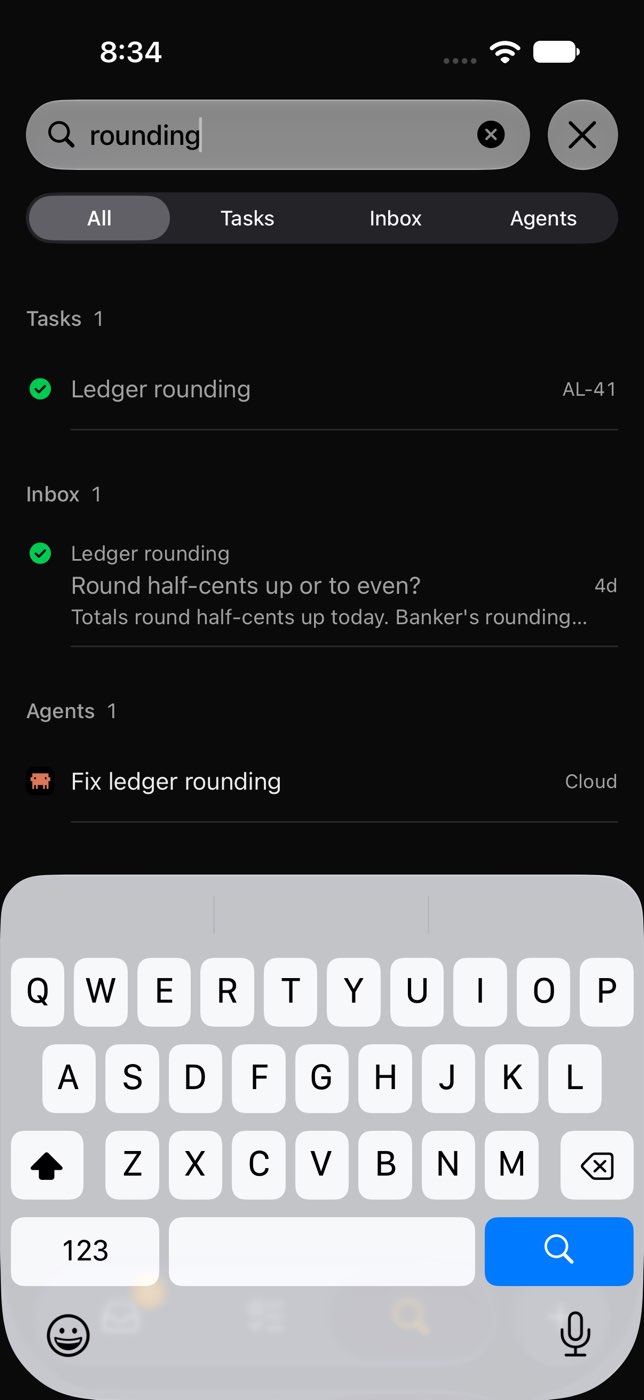 8:34
rounding
All Tasks Inbox Agents
Tasks 1
Ledger rounding AL-41
Inbox 1
Ledger rounding
Round half-cents up or to even? 4d
Totals round half-cents up today. Banker's rounding...
Agents 1
Fix ledger rounding Cloud
Q W E R T Y U I O P
A S D F G H J K L
Z X C V B N M
123